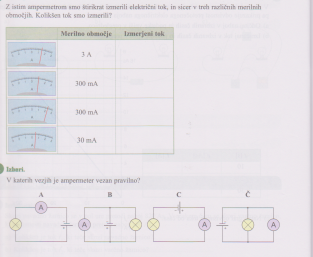 Z istim ampermetrom smo štirikrat izmerili električni tok, in sicer v treh različnih merilnih
območjih. Kolikšen tok smo izmerili?
Merilno območje Izmerjeni tok
3 A
300 mA
300 mA
30 mA
Izberi.
V katerih vezjih je ampermeter vezan pravilno?
A B C Č
A
A A A A